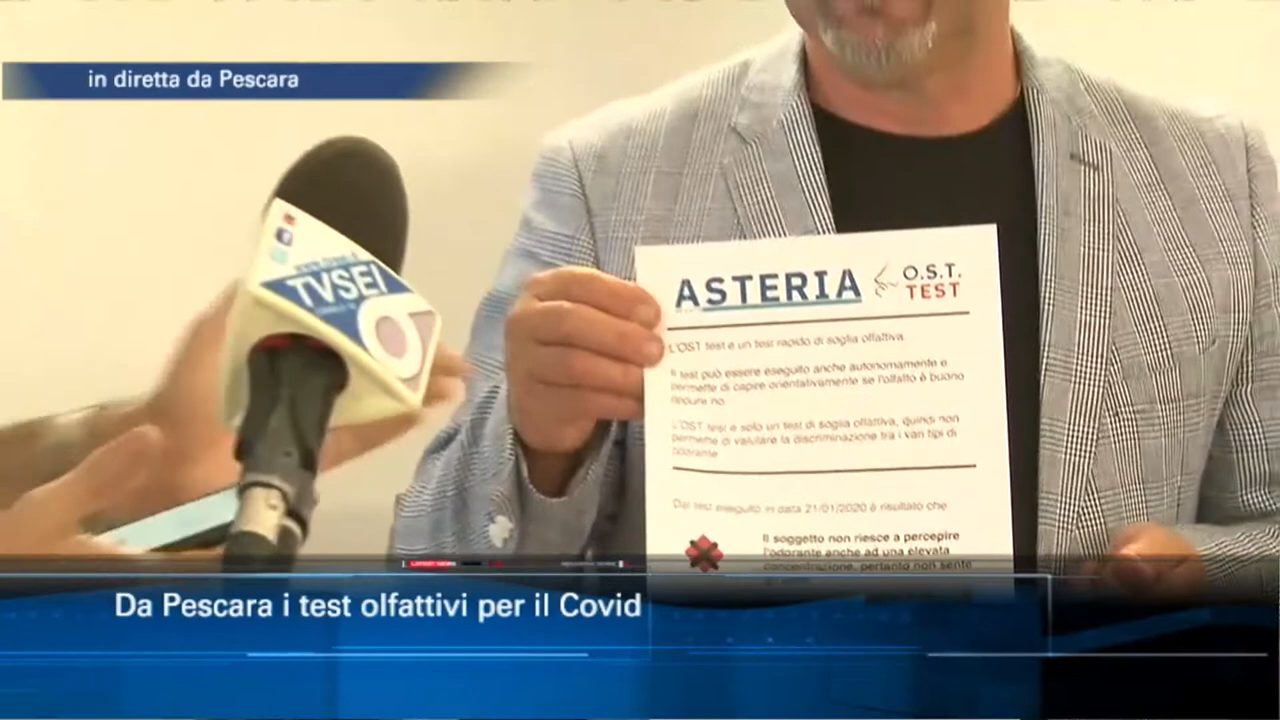 in diretta da Pescara
TVSEI
ASTERIA
O.S.T.
TEST
L'OST test è un test rapido di soglia olfattiva
Il test può essere eseguito anche autonomamente e
permette di capire orientativamente se l'olfatto è buono
oppure no
L'OST test è solo un test di soglia olfattiva, quindi non
permette di valutare la discriminazione tra i vari tipi di
odorante
Dal test eseguito in data 21/01/2020 è risultato che
Il soggetto non riesce a percepire
l'odorante anche ad una elevata
concentrazione, pertanto non sente
LATEST NEWS
Da Pescara i test olfattivi per il Covid